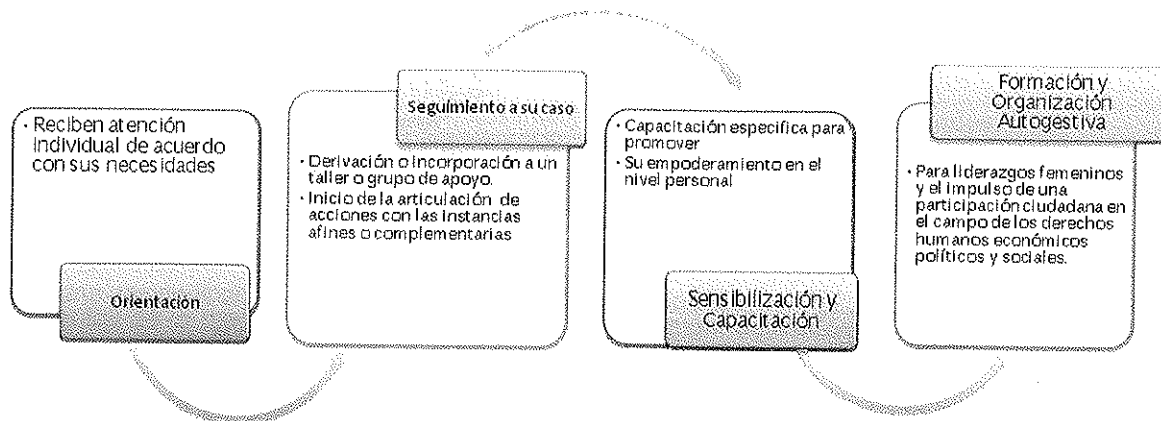 · Reciben atención
individual de acuerdo
con sus necesidades
Orientación
Seguimiento a su caso
· Derivación o incorporación a un
taller o grupo de apoyo.
· Inicio de la articulación de
acciones con las instancias
afines o complementarias
· Capacitación especifica para
promover
· Su empoderamiento en el
nivel personal
Sensibilización y
Capacitación
Formación y
Organización
Autogestiva
· Para liderazgos femeninos
y el impulso de una
participación ciudadana en
el campo de los derechos
humanos económicos
políticos y sociales.